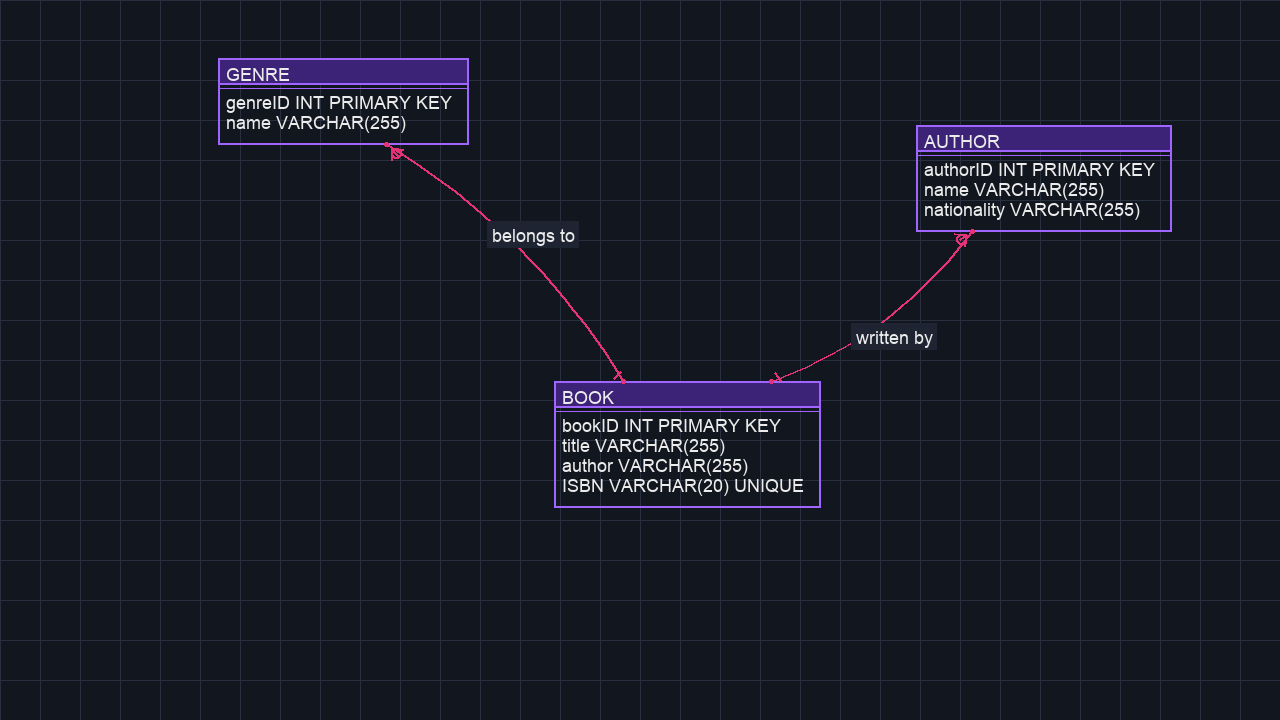 GENRE
genreID INT PRIMARY KEY
name VARCHAR(255)
AUTHOR
authorID INT PRIMARY KEY
name VARCHAR(255)
nationality VARCHAR(255)
belongs to
written by
BOOK
bookID INT PRIMARY KEY
title VARCHAR(255)
author VARCHAR(255)
ISBN VARCHAR(20) UNIQUE